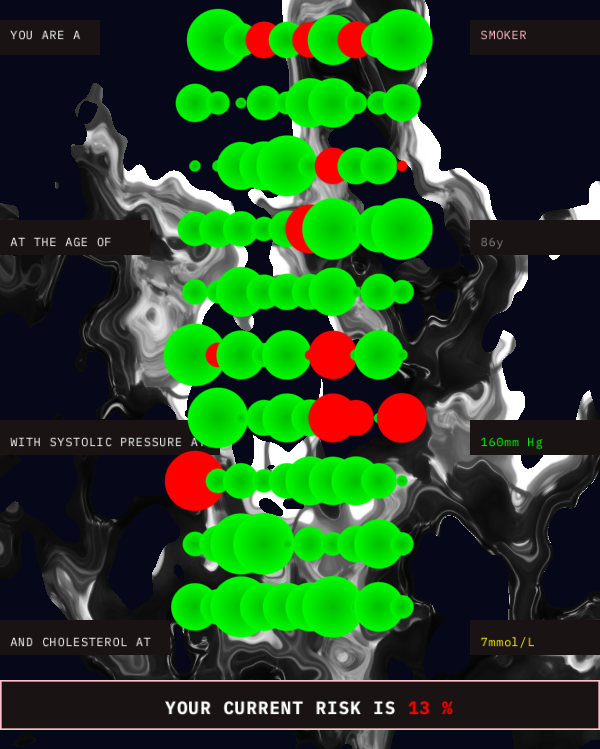 YOU ARE A SMOKER
AT THE AGE OF 86y
WITH SYSTOLIC PRESSURE AT 160mm Hg
AND CHOLESTEROL AT 7mmol/L
YOUR CURRENT RISK IS 13 %